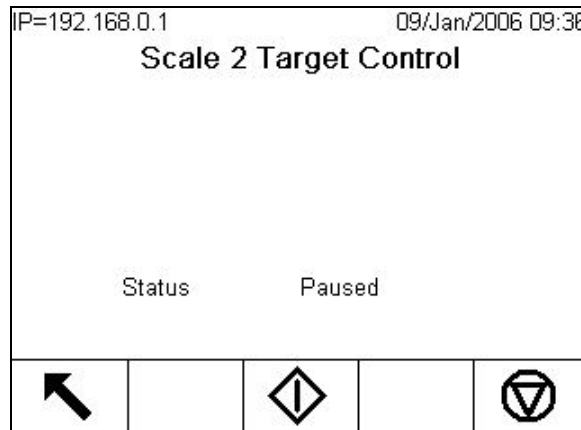 IP=192.168.0.1 09/Jan/2006 09:36
Scale 2 Target Control
Status Paused